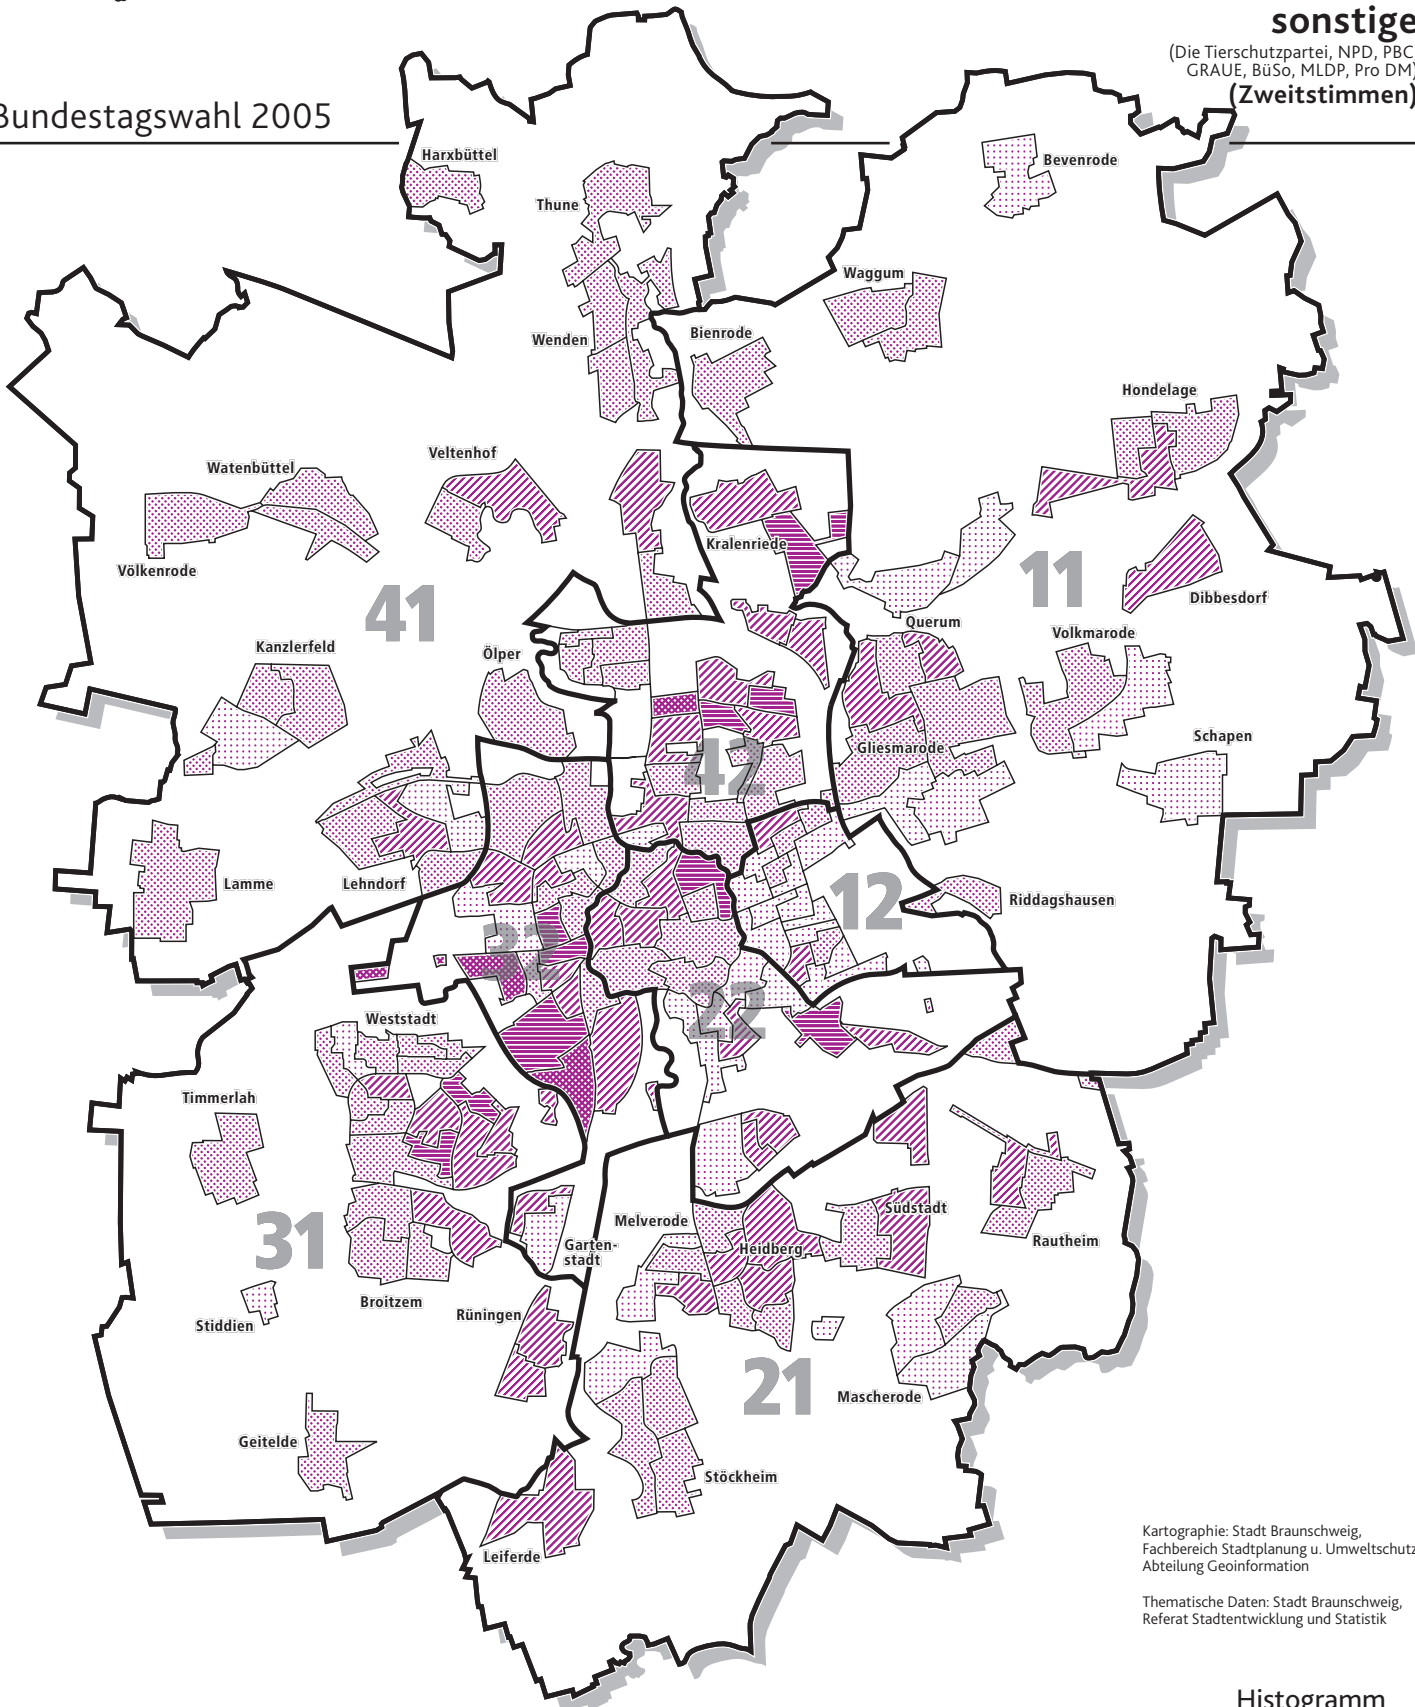 sonstige
(Die Tierschutzpartei, NPD, PBC
GRAUE, BüSo, MLDP, Pro DM)
(Zweitstimmen)
Bundestagswahl 2005
Harxbüttel
Bevenrode
Thune
Waggum
Wenden
Bienrode
Hondelage
Veltenhof
Watenbüttel
Kralenriede
Völkenrode
11
41
Dibbesdorf
Querum
Volkmarode
Kanzlerfeld
Ölper
Schapen
Gliesmarode
42
Lamme
Lehndorf
12
Riddagshausen
32
22
Weststadt
Timmerlah
31
Melverode
Südstadt
Garten-
stadt
Heidberg
Rautheim
Broitzem
Rüningen
Stiddien
21
Mascherode
Geitelde
Stöckheim
Leiferde
Kartographie: Stadt Braunschweig,
Fachbereich Stadtplanung u. Umweltschutz
Abteilung Geoinformation
Thematische Daten: Stadt Braunschweig,
Referat Stadtentwicklung und Statistik
Histogramm